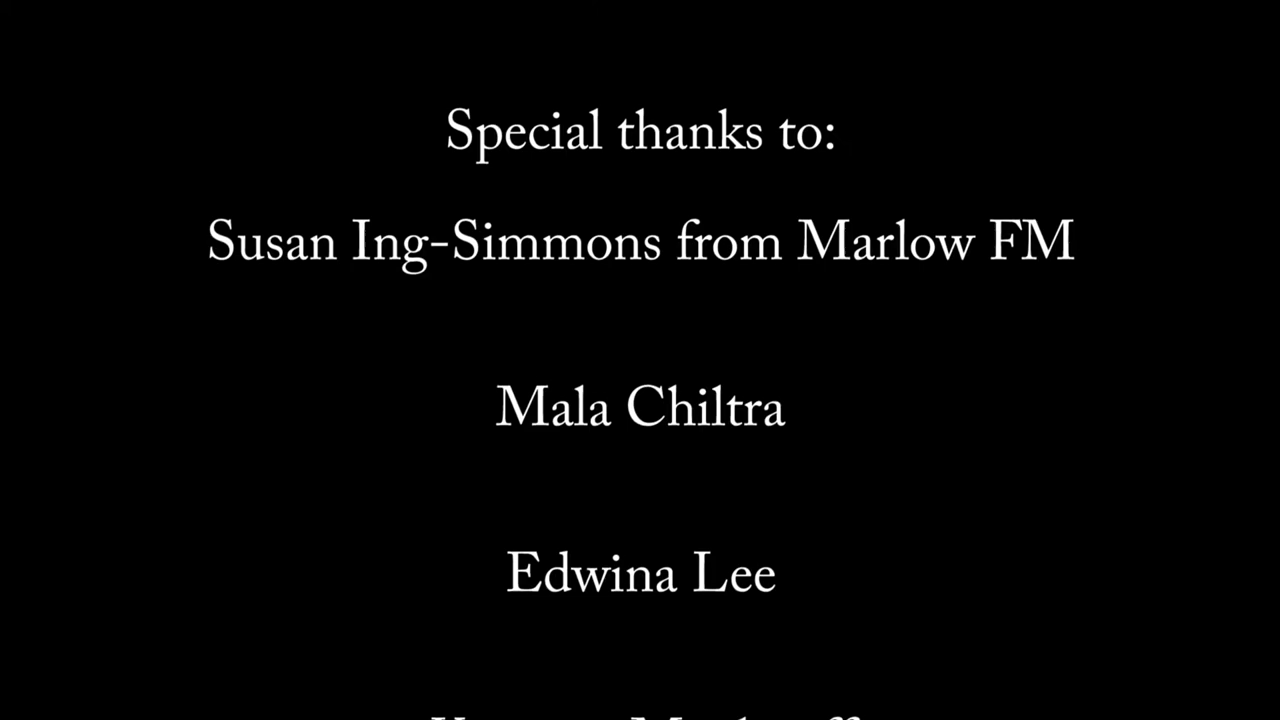 Special thanks to:
Susan Ing-Simmons from Marlow FM
Mala Chiltra
Edwina Lee